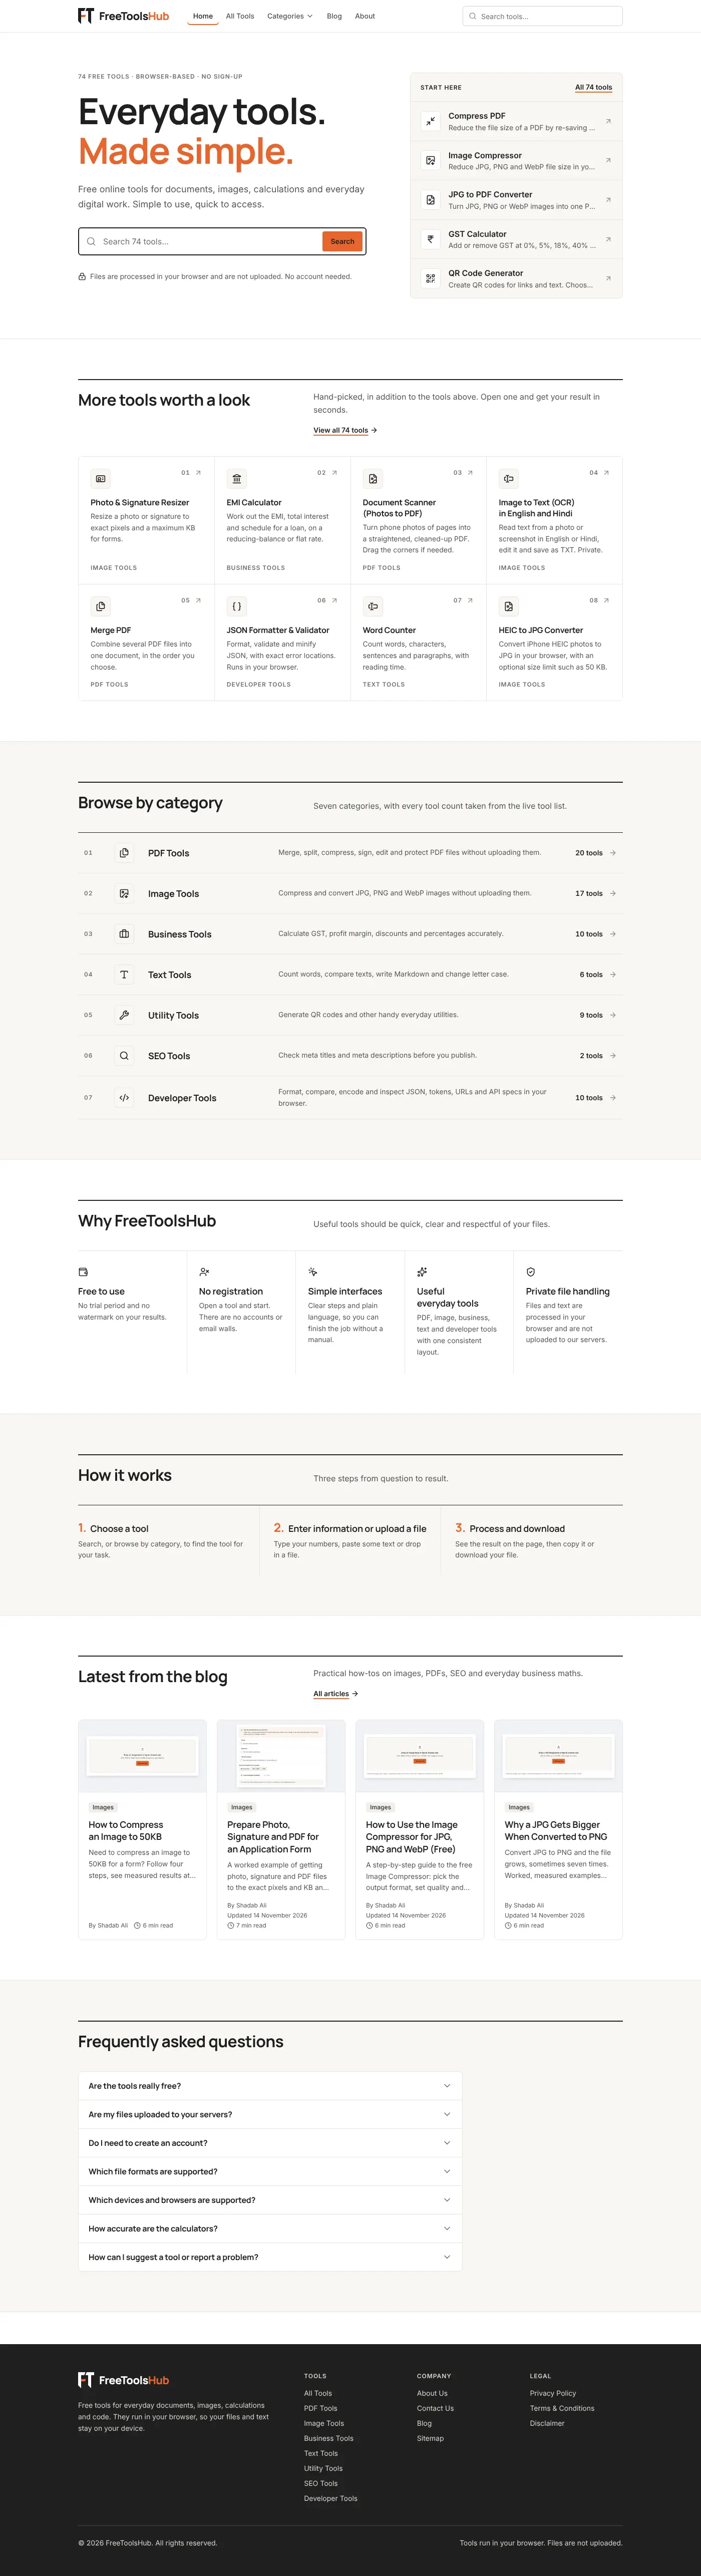 FT FreeToolsHub
Home
All Tools
Categories
Blog
About
Search tools...
74 FREE TOOLS · BROWSER-BASED · NO SIGN-UP
Everyday tools.
Made simple.
Free online tools for documents, images, calculations and everyday
digital work. Simple to use, quick to access.
Search 74 tools...
Search
Files are processed in your browser and are not uploaded. No account needed.
START HERE
All 74 tools
Compress PDF
Reduce the file size of a PDF by re-saving ...
Image Compressor
Reduce JPG, PNG and WebP file size in yo...
JPG to PDF Converter
Turn JPG, PNG or WebP images into one P...
GST Calculator
Add or remove GST at 0%, 5%, 18%, 40% ...
QR Code Generator
Create QR codes for links and text. Choos...
More tools worth a look
Hand-picked, in addition to the tools above. Open one and get your result in
seconds.
View all 74 tools
01
Photo & Signature Resizer
Resize a photo or signature to
exact pixels and a maximum KB
for forms.
IMAGE TOOLS
02
EMI Calculator
Work out the EMI, total interest
and schedule for a loan, on a
reducing-balance or flat rate.
BUSINESS TOOLS
03
Document Scanner
(Photos to PDF)
Turn phone photos of pages into
a straightened, cleaned-up PDF.
Drag the corners if needed.
PDF TOOLS
04
Image to Text (OCR)
in English and Hindi
Read text from a photo or
screenshot in English or Hindi,
edit it and save as TXT. Private.
IMAGE TOOLS
05
Merge PDF
Combine several PDF files into
one document, in the order you
choose.
PDF TOOLS
06
JSON Formatter & Validator
Format, validate and minify
JSON, with exact error locations.
Runs in your browser.
DEVELOPER TOOLS
07
Word Counter
Count words, characters,
sentences and paragraphs, with
reading time.
TEXT TOOLS
08
HEIC to JPG Converter
Convert iPhone HEIC photos to
JPG in your browser, with an
optional size limit such as 50 KB.
IMAGE TOOLS
Browse by category
Seven categories, with every tool count taken from the live tool list.
01
PDF Tools
Merge, split, compress, sign, edit and protect PDF files without uploading them.
20 tools
02
Image Tools
Compress and convert JPG, PNG and WebP images without uploading them.
17 tools
03
Business Tools
Calculate GST, profit margin, discounts and percentages accurately.
10 tools
04
Text Tools
Count words, compare texts, write Markdown and change letter case.
6 tools
05
Utility Tools
Generate QR codes and other handy everyday utilities.
9 tools
06
SEO Tools
Check meta titles and meta descriptions before you publish.
2 tools
07
Developer Tools
Format, compare, encode and inspect JSON, tokens, URLs and API specs in your
browser.
10 tools
Why FreeToolsHub
Useful tools should be quick, clear and respectful of your files.
Free to use
No trial period and no
watermark on your results.
No registration
Open a tool and start.
There are no accounts or
email walls.
Simple interfaces
Clear steps and plain
language, so you can
finish the job without a
manual.
Useful
everyday tools
PDF, image, business,
text and developer tools
with one consistent
layout.
Private file handling
Files and text are
processed in your
browser and are not
uploaded to our servers.
How it works
Three steps from question to result.
1. Choose a tool
Search, or browse by category, to find the tool for
your task.
2. Enter information or upload a file
Type your numbers, paste some text or drop
in a file.
3. Process and download
See the result on the page, then copy it or
download your file.
Latest from the blog
Practical how-tos on images, PDFs, SEO and everyday business maths.
All articles
Images
How to Compress
an Image to 50KB
Need to compress an image to
50KB for a form? Follow four
steps, see measured results at...
By Shadab Ali
6 min read
Images
Prepare Photo,
Signature and PDF for
an Application Form
A worked example of getting
photo, signature and PDF files
to the exact pixels and KB an...
By Shadab Ali
Updated 14 November 2026
7 min read
Images
How to Use the Image
Compressor for JPG,
PNG and WebP (Free)
A step-by-step guide to the free
Image Compressor: pick the
output format, set quality and...
By Shadab Ali
Updated 14 November 2026
6 min read
Images
Why a JPG Gets Bigger
When Converted to PNG
Convert JPG to PNG and the file
grows, sometimes seven times.
Worked, measured examples...
By Shadab Ali
Updated 14 November 2026
6 min read
Frequently asked questions
Are the tools really free?
Are my files uploaded to your servers?
Do I need to create an account?
Which file formats are supported?
Which devices and browsers are supported?
How accurate are the calculators?
How can I suggest a tool or report a problem?
FT FreeToolsHub
Free tools for everyday documents, images, calculations
and code. They run in your browser, so your files and text
stay on your device.
TOOLS
All Tools
PDF Tools
Image Tools
Business Tools
Text Tools
Utility Tools
SEO Tools
Developer Tools
COMPANY
About Us
Contact Us
Blog
Sitemap
LEGAL
Privacy Policy
Terms & Conditions
Disclaimer
© 2026 FreeToolsHub. All rights reserved.
Tools run in your browser. Files are not uploaded.